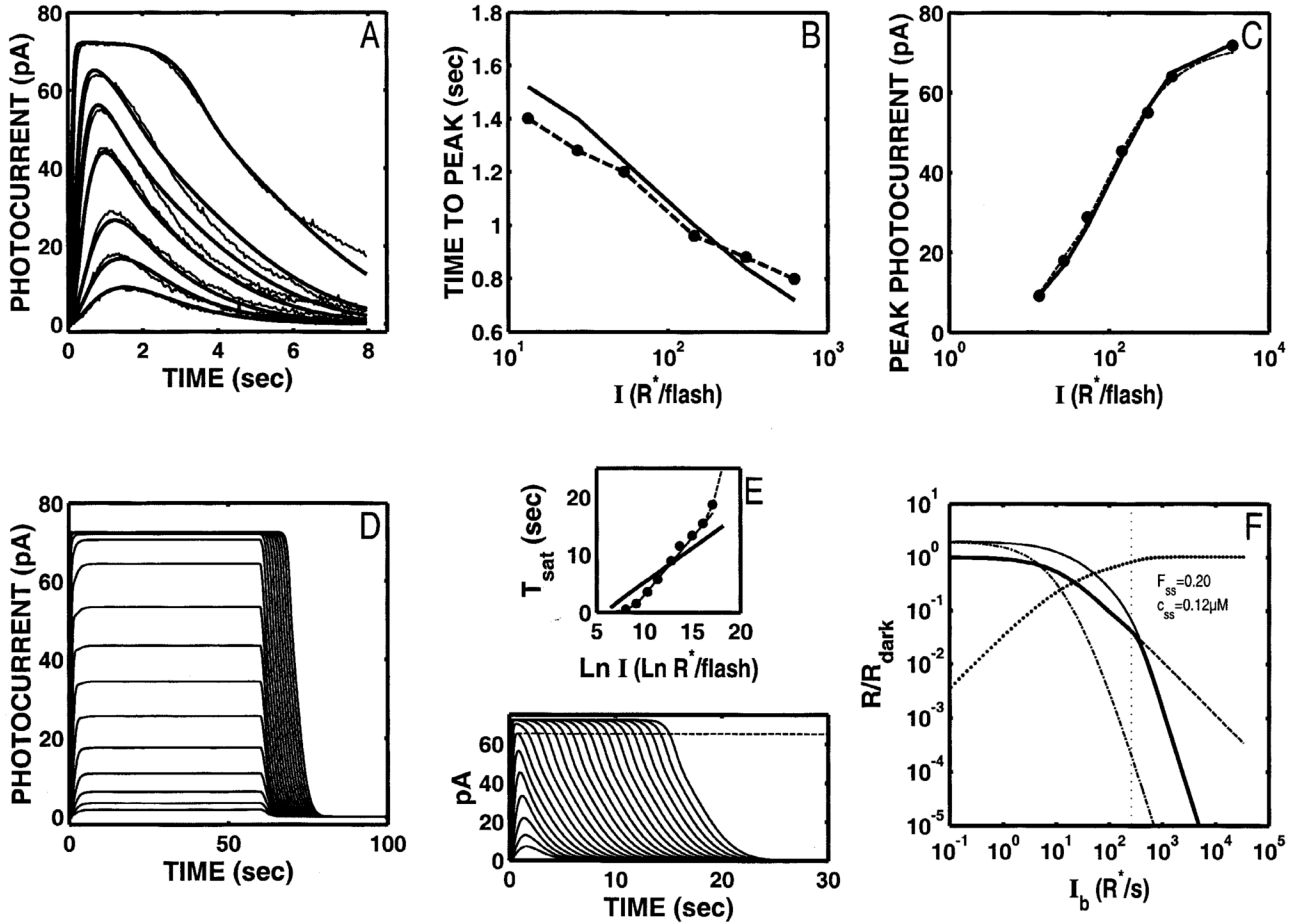 A
PHOTOCURRENT (pA)
80
60
40
20
0
0 2 4 6 8
TIME (sec)
B
TIME TO PEAK (sec)
1.8
1.6
1.4
1.2
1
0.8
0.6
10^1 10^2 10^3
I (R*/flash)
C
PEAK PHOTOCURRENT (pA)
80
60
40
20
0
10^0 10^2 10^4
I (R*/flash)
D
PHOTOCURRENT (pA)
80
60
40
20
0
0 50 100
TIME (sec)
E
T_sat (sec)
20
10
0
5 10 15 20
Ln I (Ln R*/flash)
pA
60
40
20
0
0 10 20 30
TIME (sec)
F
R/R_dark
10^1
10^0
10^-1
10^-2
10^-3
10^-4
10^-5
F_ss=0.20
c_ss=0.12µM
10^-1 10^0 10^1 10^2 10^3 10^4 10^5
I_b (R*/s)